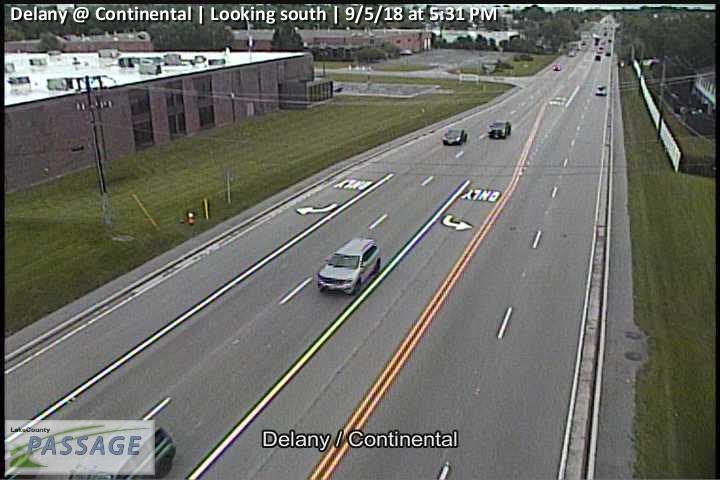 Delany @ Continental | Looking south | 9/5/18 at 5:31 PM
ONLY
ONLY
LakeCounty
PASSAGE
Delany / Continental